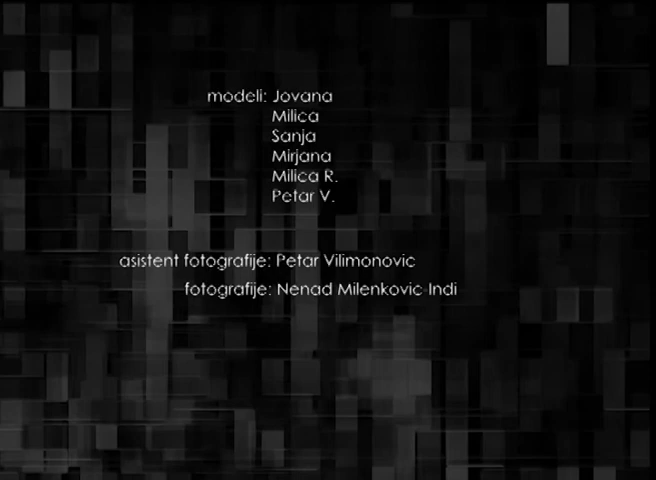 modeli: Jovana
Milica
Sanja
Mirjana
Milica R.
Petar V.
asistent fotografije: Petar Vilimonovic
fotografije: Nenad Milenkovic-Indi